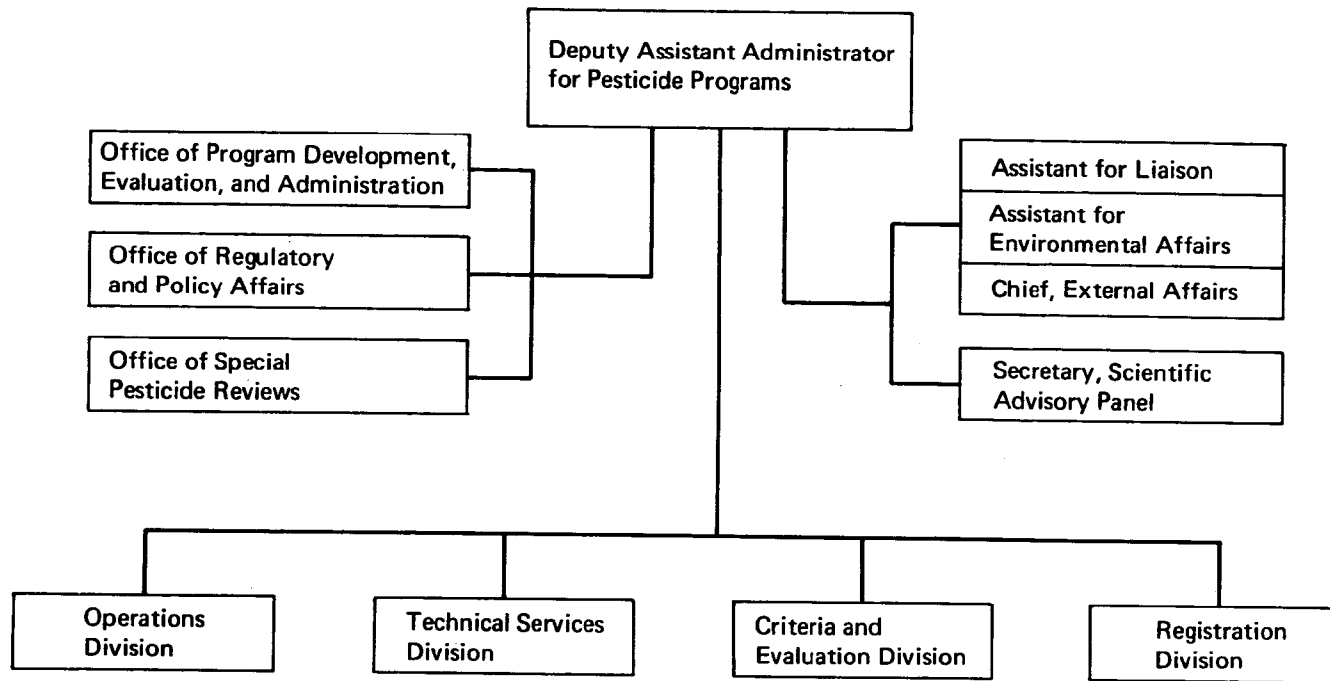 Deputy Assistant Administrator
for Pesticide Programs
Office of Program Development,
Evaluation, and Administration
Office of Regulatory
and Policy Affairs
Office of Special
Pesticide Reviews
Assistant for Liaison
Assistant for
Environmental Affairs
Chief, External Affairs
Secretary, Scientific
Advisory Panel
Operations
Division
Technical Services
Division
Criteria and
Evaluation Division
Registration
Division